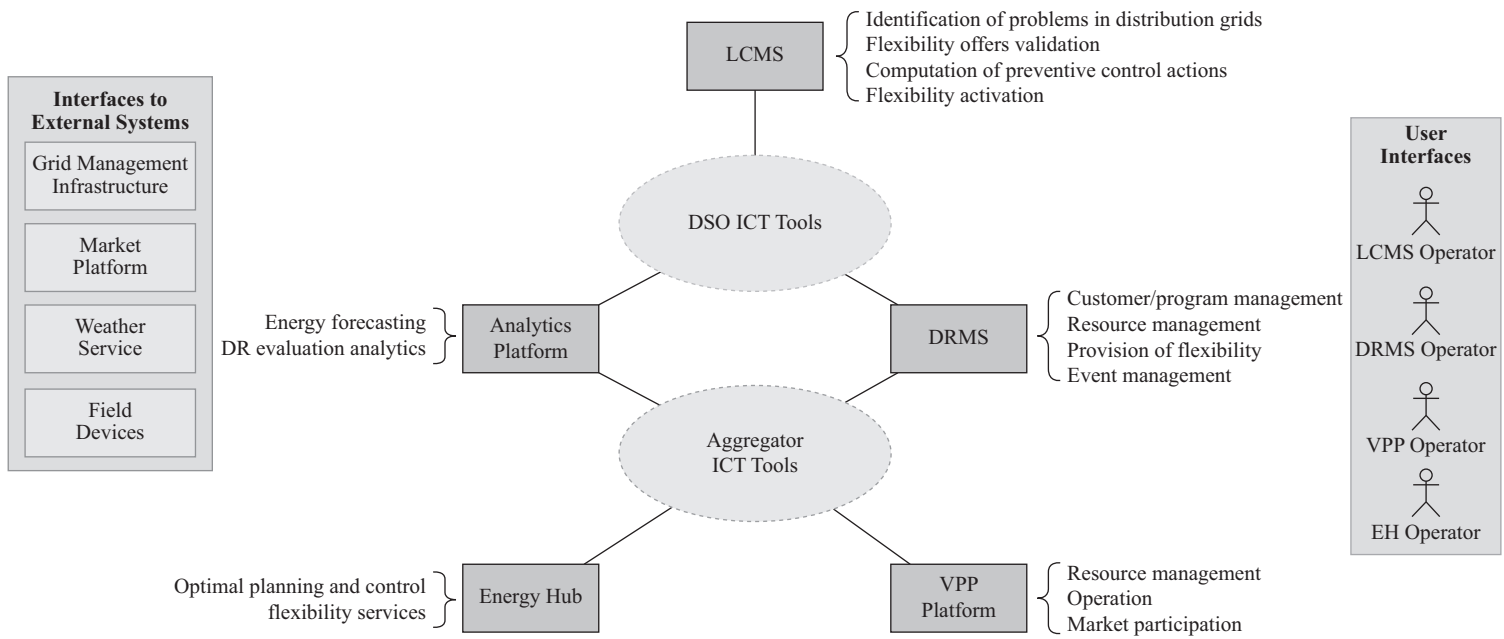 LCMS
Identification of problems in distribution grids
Flexibility offers validation
Computation of preventive control actions
Flexibility activation
Interfaces to
External Systems
Grid Management
Infrastructure
Market
Platform
Weather
Service
Field
Devices
User
Interfaces
LCMS Operator
DRMS Operator
VPP Operator
EH Operator
DSO ICT Tools
Energy forecasting
DR evaluation analytics
Analytics
Platform
DRMS
Customer/program management
Resource management
Provision of flexibility
Event management
Aggregator
ICT Tools
Optimal planning and control
flexibility services
Energy Hub
VPP
Platform
Resource management
Operation
Market participation